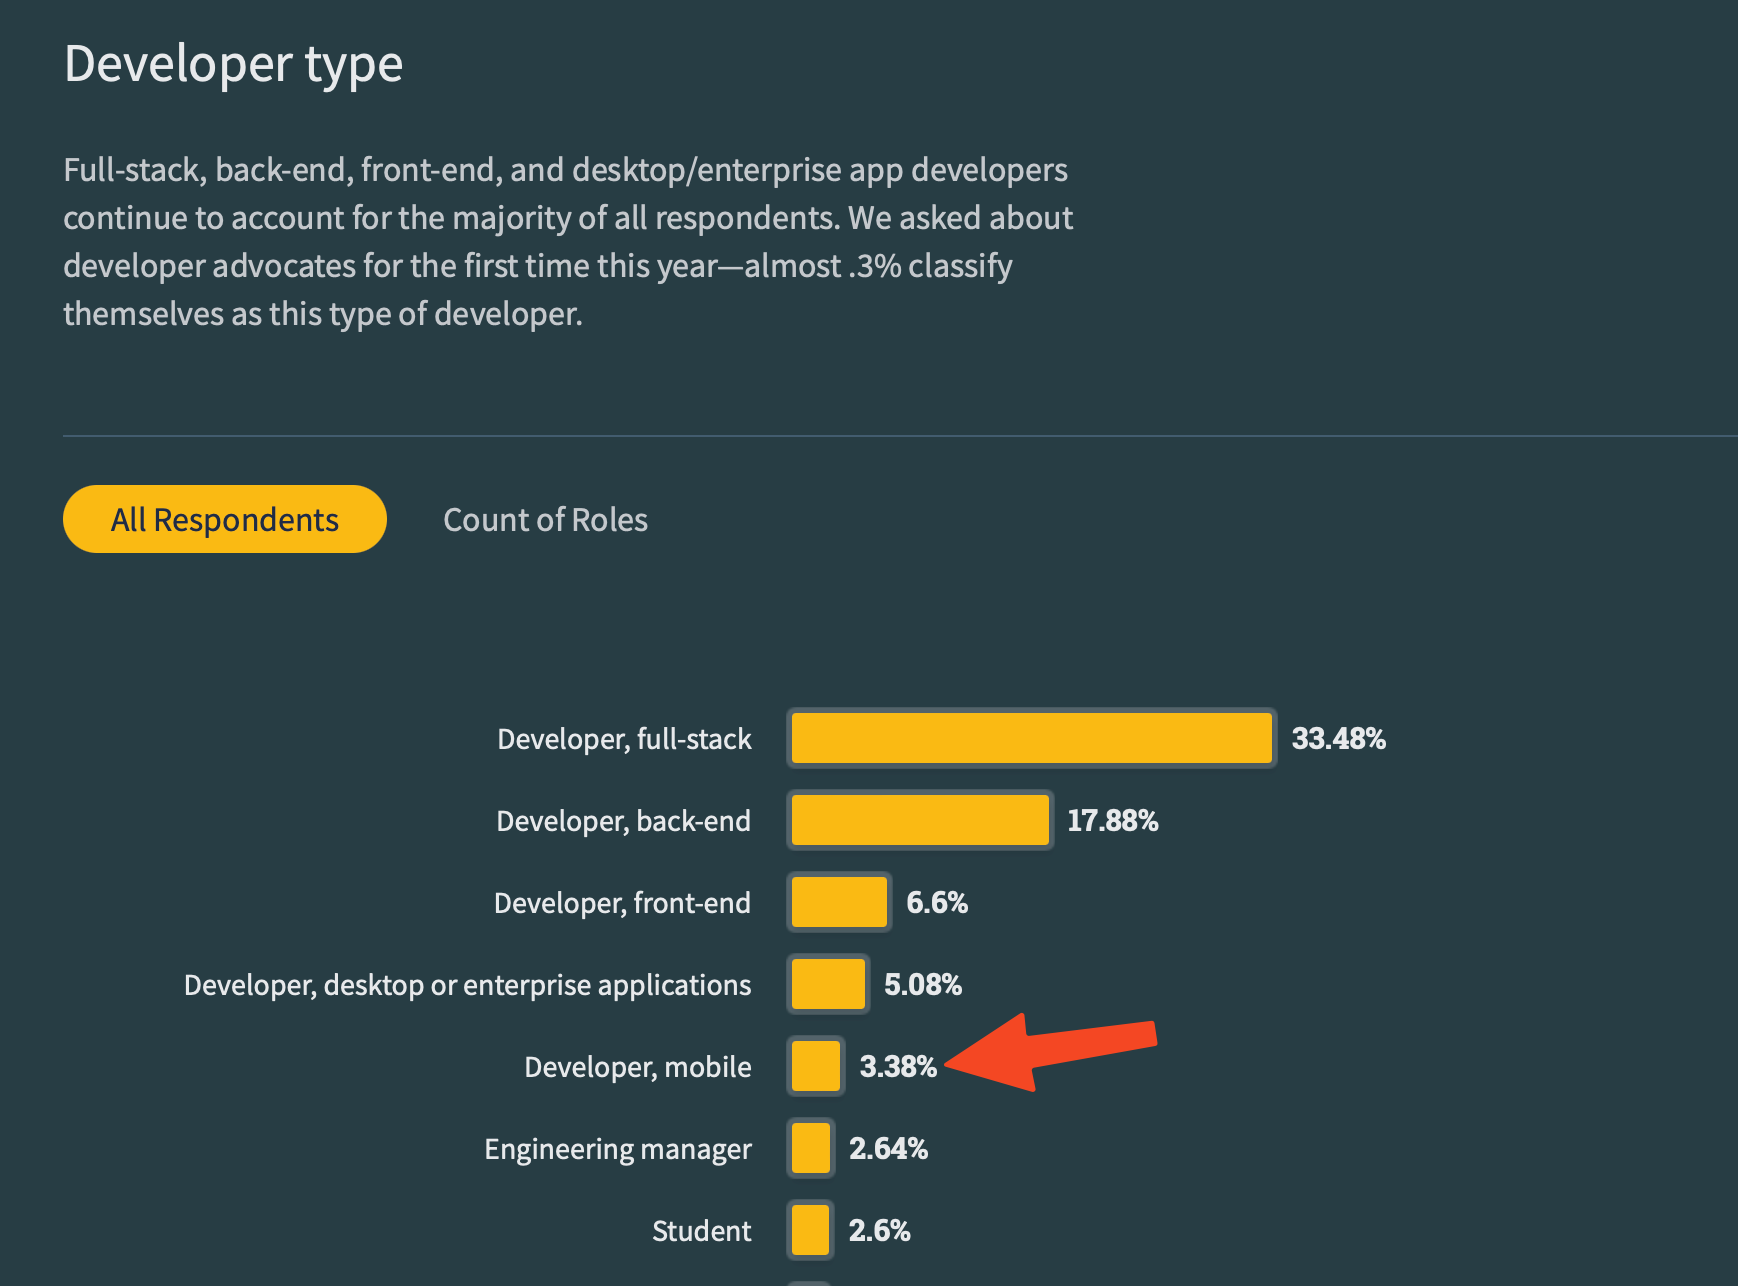 Developer type
Full-stack, back-end, front-end, and desktop/enterprise app developers
continue to account for the majority of all respondents. We asked about
developer advocates for the first time this year—almost .3% classify
themselves as this type of developer.
All Respondents
Count of Roles
Developer, full-stack 33.48%
Developer, back-end 17.88%
Developer, front-end 6.6%
Developer, desktop or enterprise applications 5.08%
Developer, mobile 3.38%
Engineering manager 2.64%
Student 2.6%